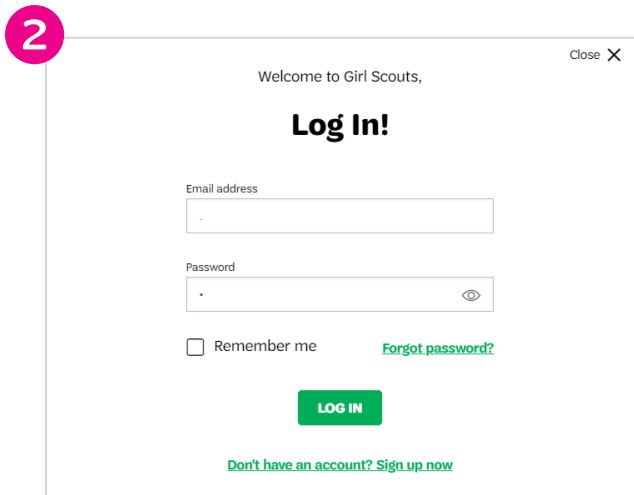 2
Close
Welcome to Girl Scouts,
Log In!
Email address
.
Password
•
Remember me
Forgot password?
LOG IN
Don't have an account? Sign up now